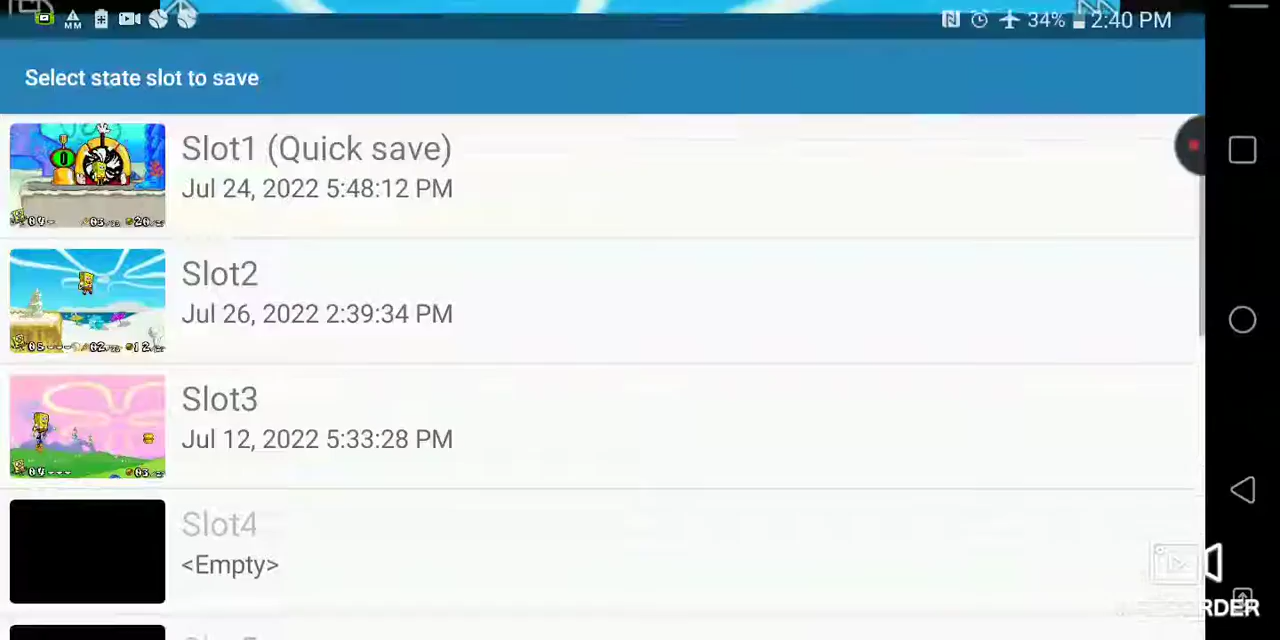 34% 2:40 PM
Select state slot to save
Slot1 (Quick save)
Jul 24, 2022 5:48:12 PM
Slot2
Jul 26, 2022 2:39:34 PM
Slot3
Jul 12, 2022 5:33:28 PM
Slot4
<Empty>
RDER